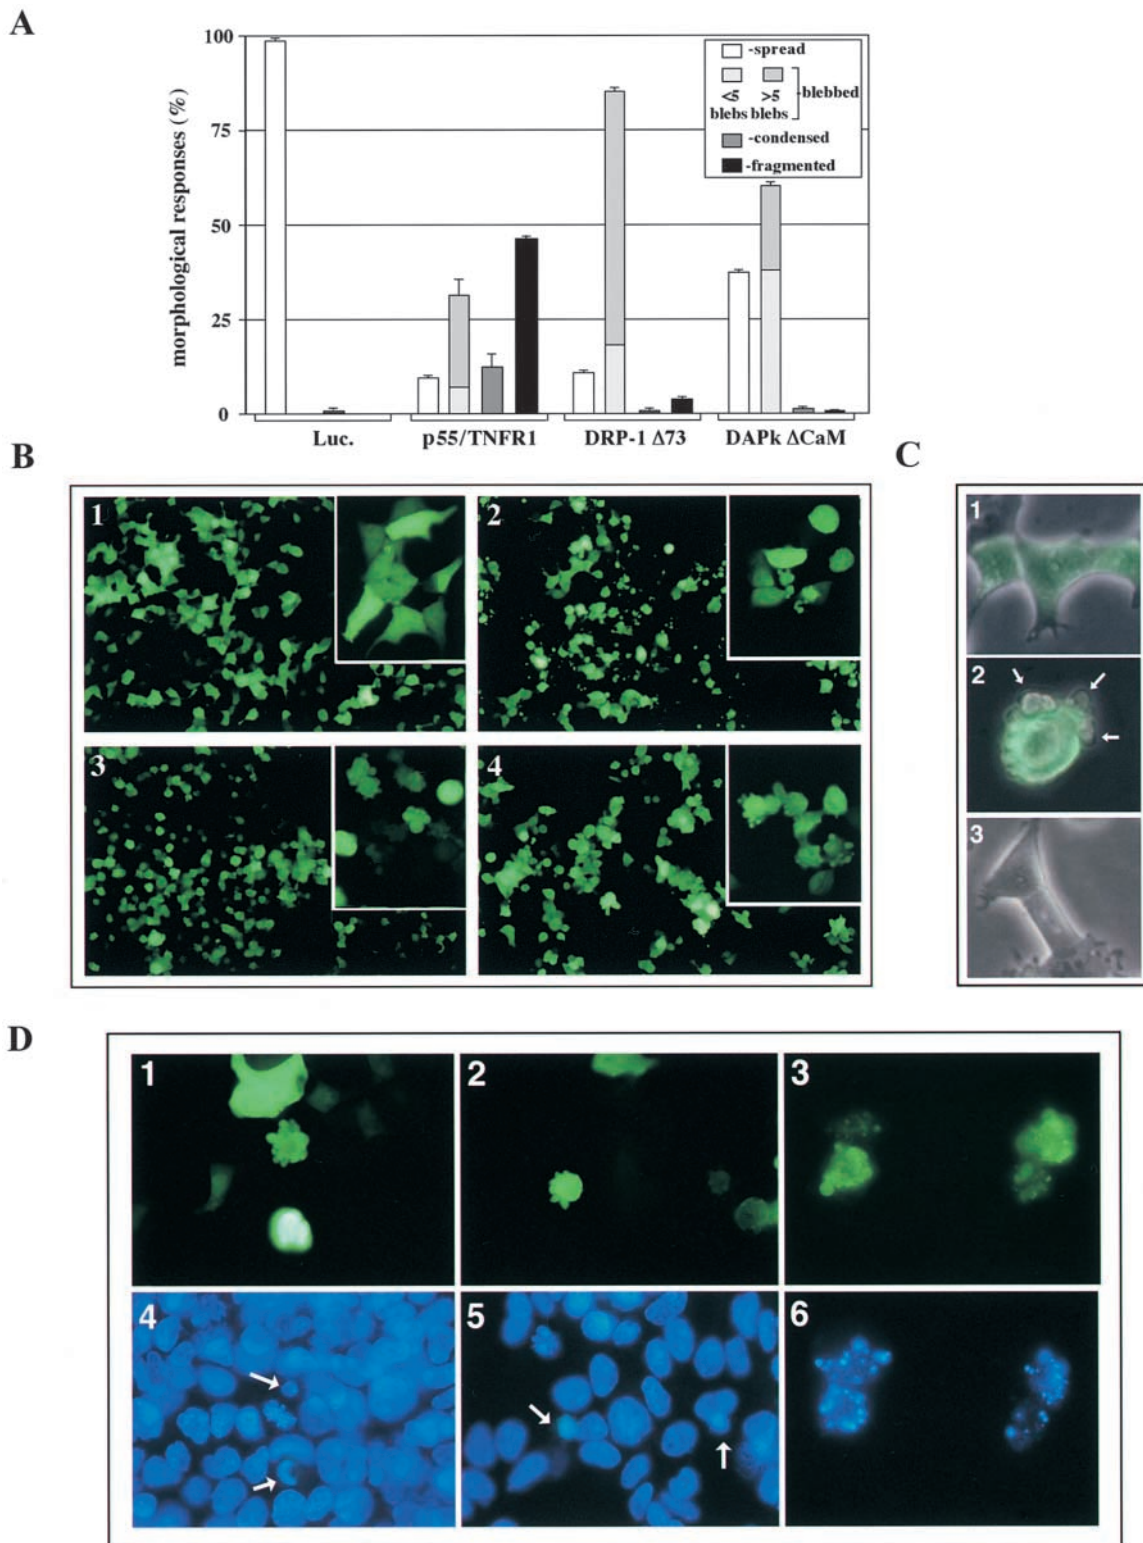 A
morphological responses (%)
100
75
50
25
0
-spread
<5 >5 -blebbed
blebs blebs
-condensed
-fragmented
Luc. p55/TNFR1 DRP-1 Δ73 DAPk ΔCaM
B
1 2
3 4
C
1
2
3
D
1 2 3
4 5 6